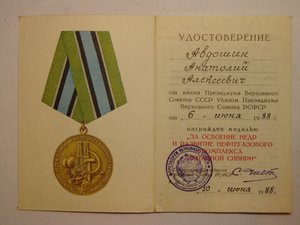 УДОСТОВЕРЕНИЕ
Авдошин
Анатолий
Алексеевич
от имени Президиума Верховного
Совета СССР Указом Президиума
Верховного Совета РСФСР
от 6 июня 1988 г.
награжден медалью
"ЗА ОСВОЕНИЕ НЕДР
И РАЗВИТИЕ НЕФТЕГАЗОВОГО
КОМПЛЕКСА
СИБИРИ"
10 июня 88